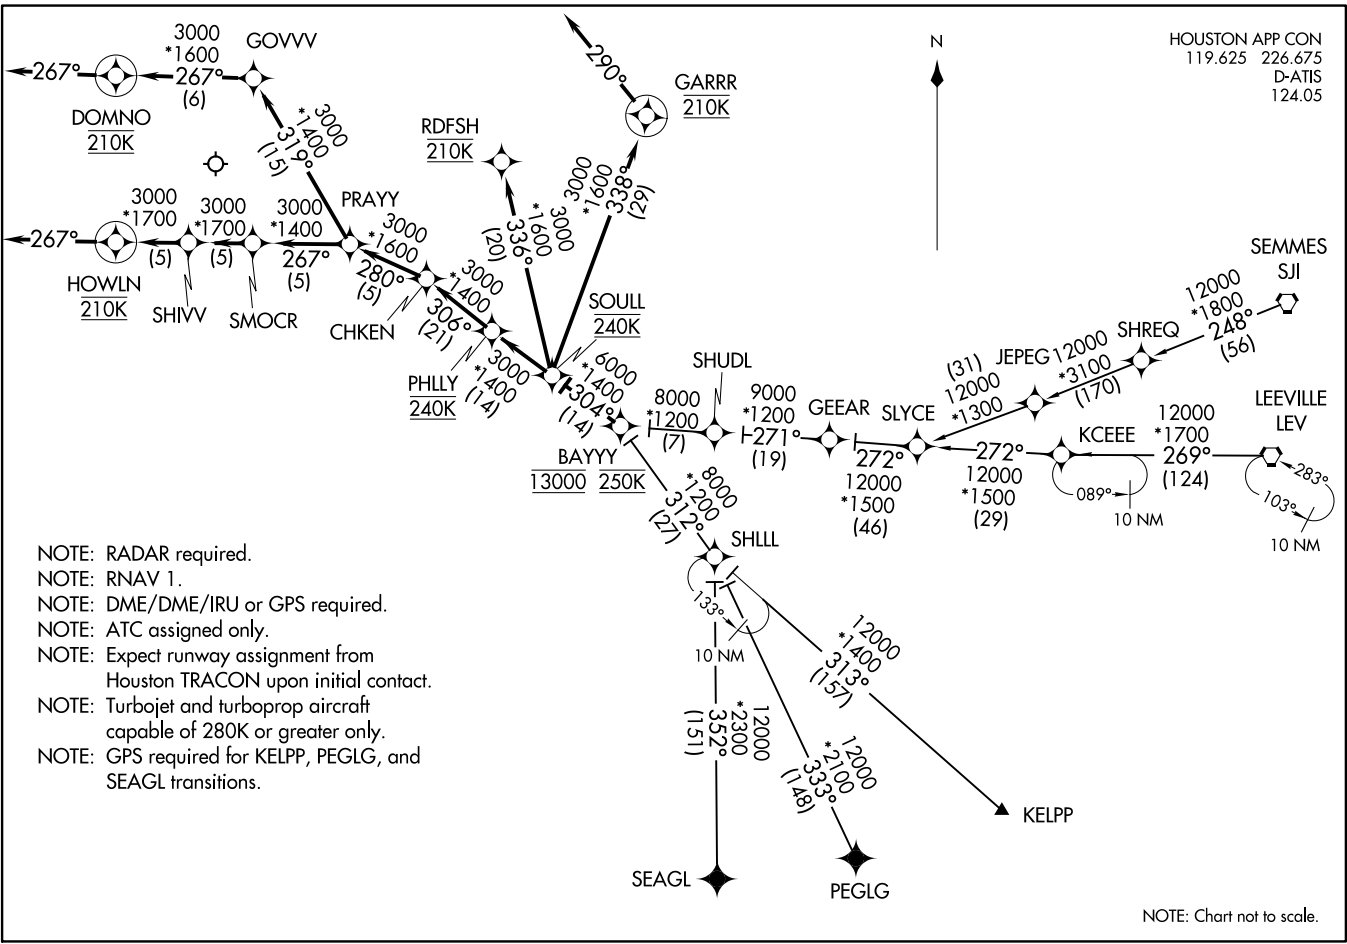 HOUSTON APP CON
119.625 226.675
D-ATIS
124.05
N
3000
*1600
267°
(6)
GOVVV
267°
DOMNO
210K
3000
*1400
319°
(15)
RDFSH
210K
290°
GARRR
210K
3000
*1600
338°
(29)
3000
*1600
336°
(20)
PRAYY
3000
*1700
(5)
3000
*1700
(5)
3000
*1400
267°
(5)
267°
HOWLN
210K
SHIVV
SMOCR
3000
*1600
280°
(5)
CHKEN
3000
*1400
306°
(21)
PHLLY
240K
3000
*1400
(14)
SOULL
240K
6000
*1400
304°
(14)
BAYYY
13000 250K
SHUDL
8000
*1200
(7)
9000
*1200
271°
(19)
GEEAR
SLYCE
272°
12000
*1500
(46)
(31)
12000
*1300
JEPEG
12000
*3100
(170)
SHREQ
12000
*1800
248°
(56)
SEMMES
SJI
LEEVILLE
LEV
KCEEE
272°
12000
*1500
(29)
12000
*1700
269°
(124)
089°
10 NM
283°
103°
10 NM
8000
*1200
312°
(27)
SHLLL
133°
10 NM
12000
*1400
313°
(157)
KELPP
12000
*2300
352°
(151)
SEAGL
12000
*2100
333°
(148)
PEGLG
NOTE: RADAR required.
NOTE: RNAV 1.
NOTE: DME/DME/IRU or GPS required.
NOTE: ATC assigned only.
NOTE: Expect runway assignment from
Houston TRACON upon initial contact.
NOTE: Turbojet and turboprop aircraft
capable of 280K or greater only.
NOTE: GPS required for KELPP, PEGLG, and
SEAGL transitions.
NOTE: Chart not to scale.